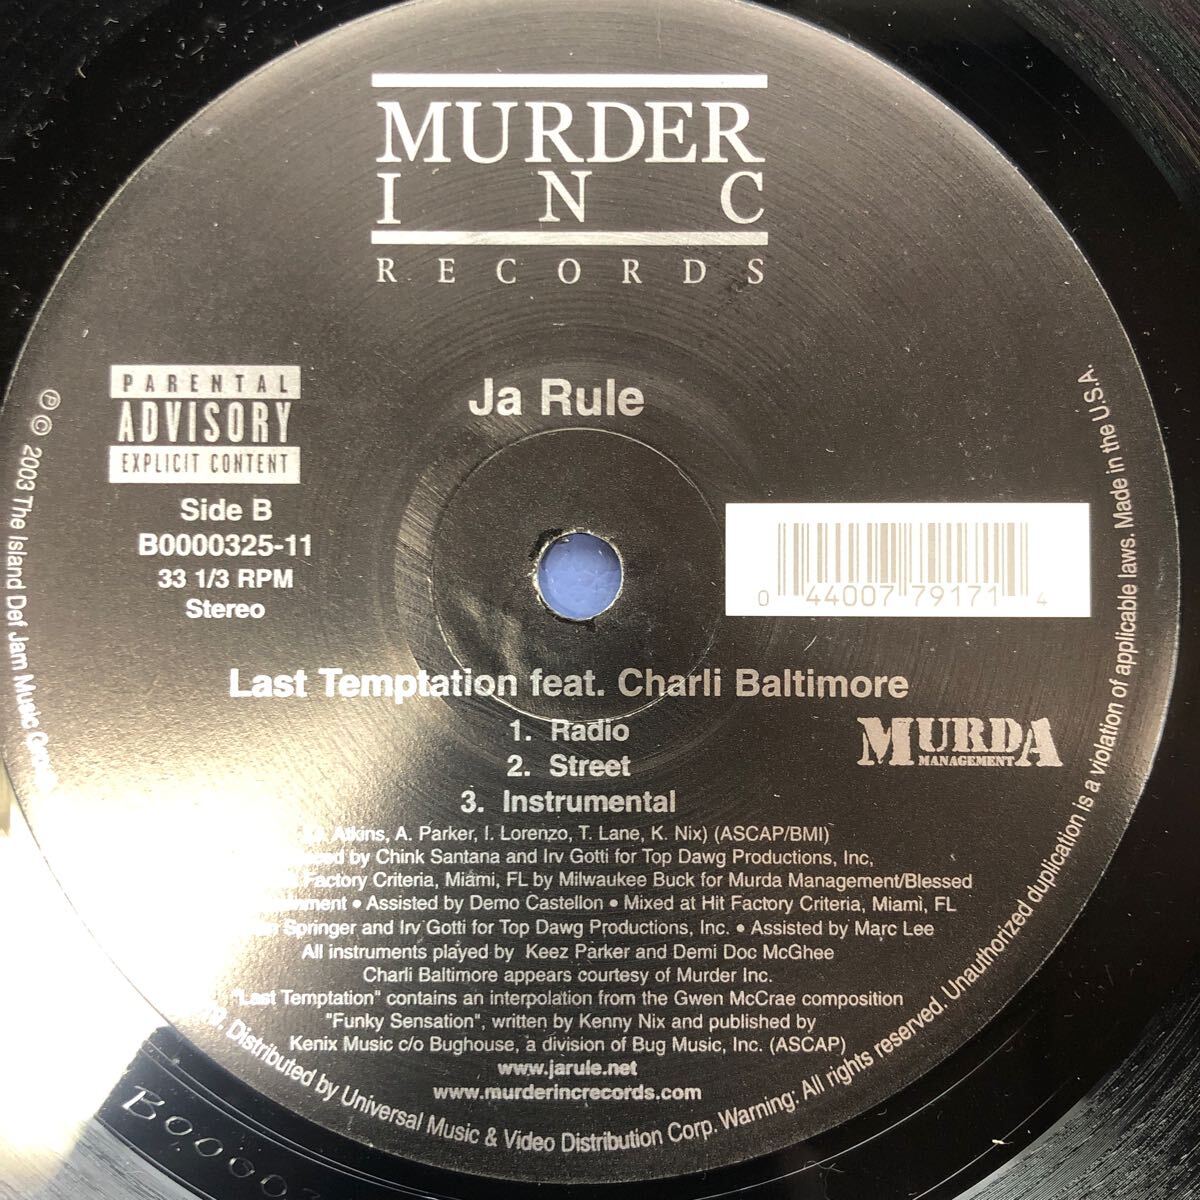 MURDER
INC
RECORDS
Ja Rule
PARENTAL
ADVISORY
EXPLICIT CONTENT
Side B
B0000325-11
33 1/3 RPM
Stereo
0 44007 79171 4
Last Temptation feat. Charli Baltimore
1. Radio
2. Street
3. Instrumental
MURDA
MANAGEMENT
Atkins, A. Parker, I. Lorenzo, T. Lane, K. Nix) (ASCAP/BMI)
by Chink Santana and Irv Gotti for Top Dawg Productions, Inc,
Factory Criteria, Miami, FL by Milwaukee Buck for Murda Management/Blessed
• Assisted by Demo Castellon • Mixed at Hit Factory Criteria, Miami, FL
Springer and Irv Gotti for Top Dawg Productions, Inc. • Assisted by Marc Lee
All instruments played by Keez Parker and Demi Doc McGhee
Charli Baltimore appears courtesy of Murder Inc.
"Last Temptation" contains an interpolation from the Gwen McCrae composition
"Funky Sensation", written by Kenny Nix and published by
Kenix Music c/o Bughouse, a division of Bug Music, Inc. (ASCAP)
www.jarule.net
www.murderincrecords.com
℗ © 2003 The Island Def Jam Music Distributed by Universal Music & Video Distribution Corp. Warning: All rights reserved. Unauthorized duplication is a violation of applicable laws. Made in the U.S.A.